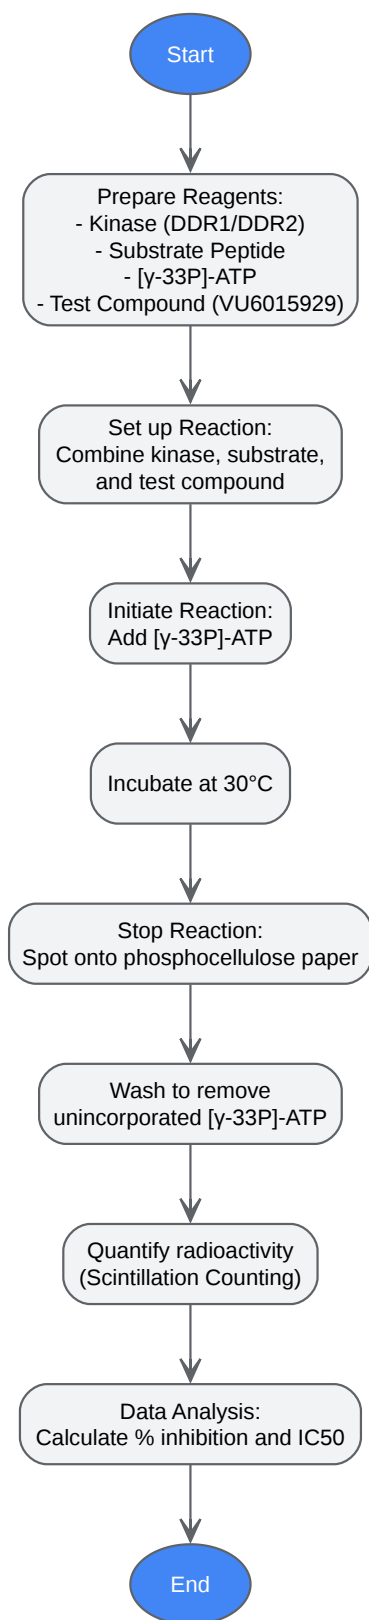 Start
Prepare Reagents:
- Kinase (DDR1/DDR2)
- Substrate Peptide
- [γ-33P]-ATP
- Test Compound (VU6015929)
Set up Reaction:
Combine kinase, substrate,
and test compound
Initiate Reaction:
Add [γ-33P]-ATP
Incubate at 30°C
Stop Reaction:
Spot onto phosphocellulose paper
Wash to remove
unincorporated [γ-33P]-ATP
Quantify radioactivity
(Scintillation Counting)
Data Analysis:
Calculate % inhibition and IC50
End